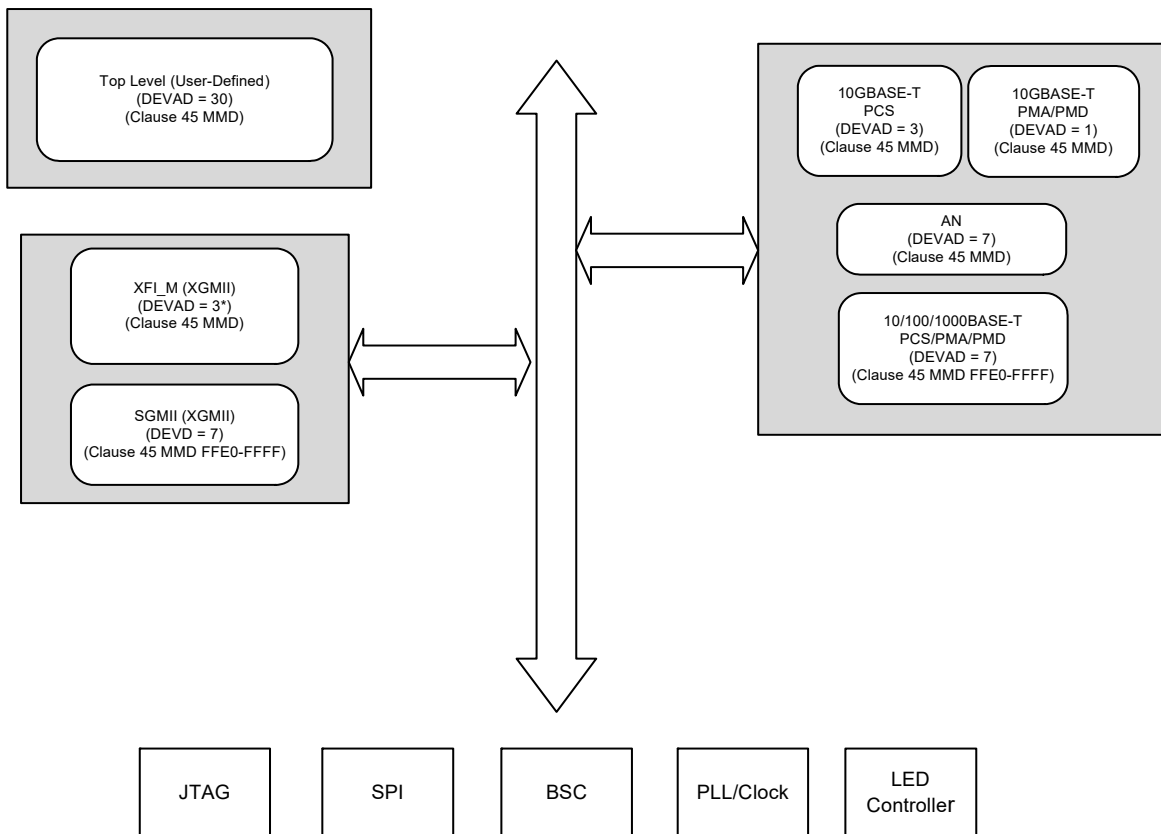 Top Level (User-Defined)
(DEVAD = 30)
(Clause 45 MMD)
XFI_M (XGMII)
(DEVAD = 3*)
(Clause 45 MMD)
SGMII (XGMII)
(DEVD = 7)
(Clause 45 MMD FFE0-FFFF)
10GBASE-T
PCS
(DEVAD = 3)
(Clause 45 MMD)
10GBASE-T
PMA/PMD
(DEVAD = 1)
(Clause 45 MMD)
AN
(DEVAD = 7)
(Clause 45 MMD)
10/100/1000BASE-T
PCS/PMA/PMD
(DEVAD = 7)
(Clause 45 MMD FFE0-FFFF)
JTAG
SPI
BSC
PLL/Clock
LED
Controller